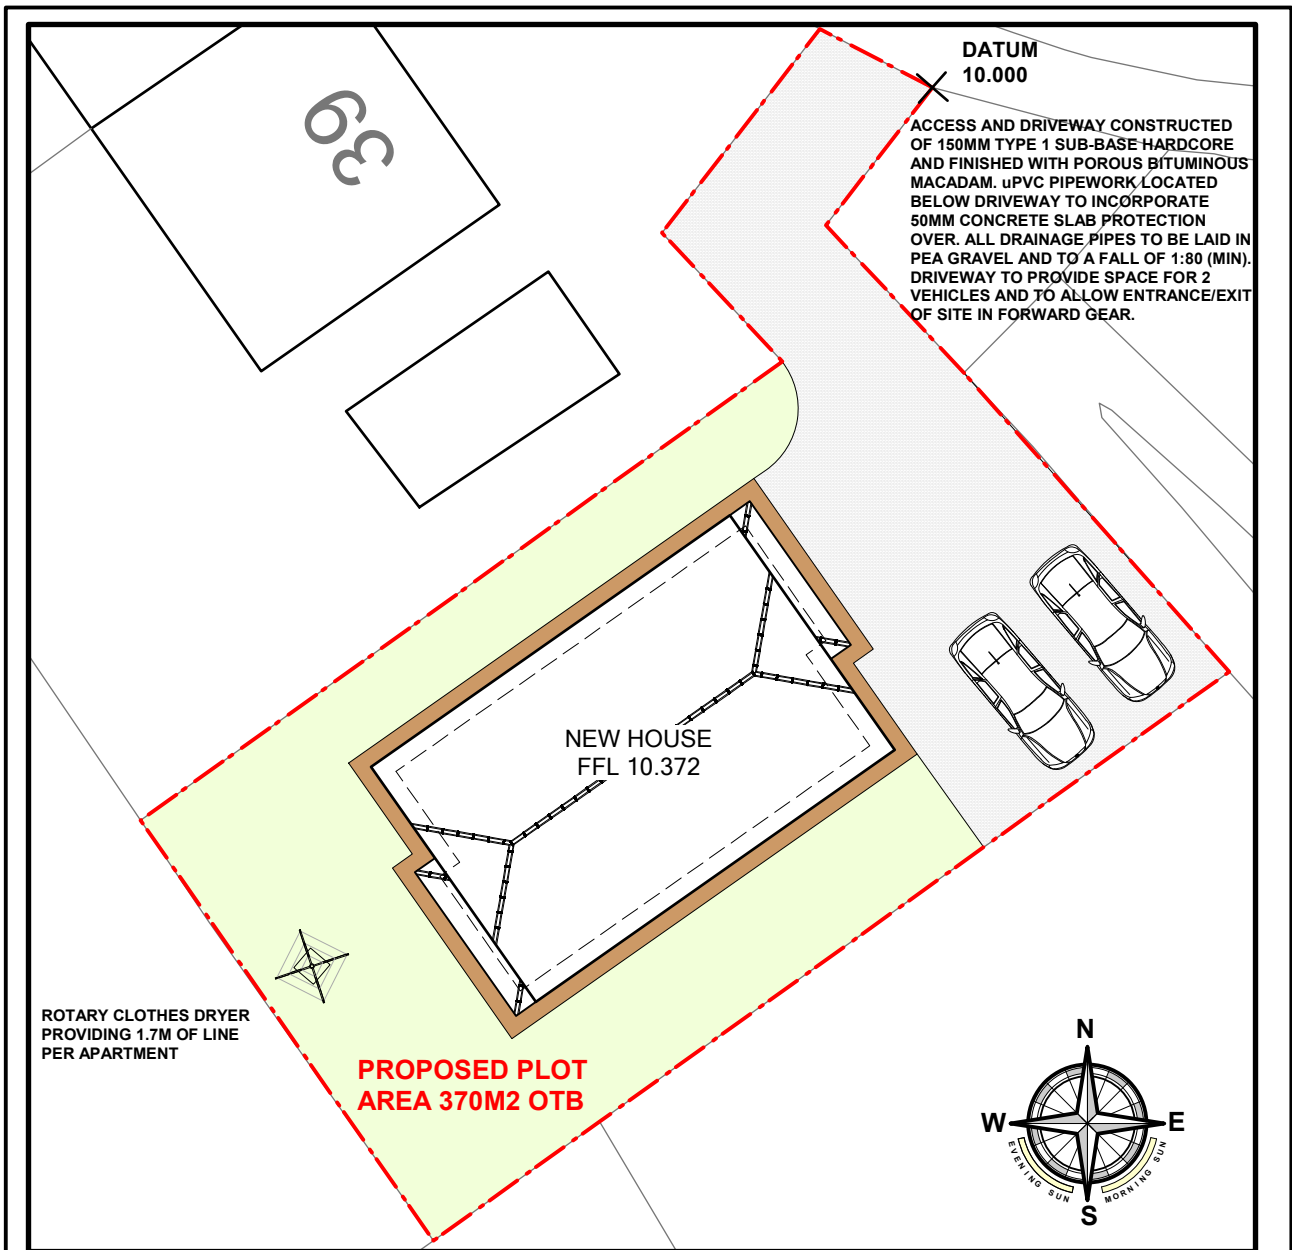 39
DATUM
10.000
ACCESS AND DRIVEWAY CONSTRUCTED
OF 150MM TYPE 1 SUB-BASE HARDCORE
AND FINISHED WITH POROUS BITUMINOUS
MACADAM. uPVC PIPEWORK LOCATED
BELOW DRIVEWAY TO INCORPORATE
50MM CONCRETE SLAB PROTECTION
OVER. ALL DRAINAGE PIPES TO BE LAID IN
PEA GRAVEL AND TO A FALL OF 1:80 (MIN).
DRIVEWAY TO PROVIDE SPACE FOR 2
VEHICLES AND TO ALLOW ENTRANCE/EXIT
OF SITE IN FORWARD GEAR.
NEW HOUSE
FFL 10.372
ROTARY CLOTHES DRYER
PROVIDING 1.7M OF LINE
PER APARTMENT
PROPOSED PLOT
AREA 370M2 OTB
N
W
E
S
EVENING SUN
MORNING SUN